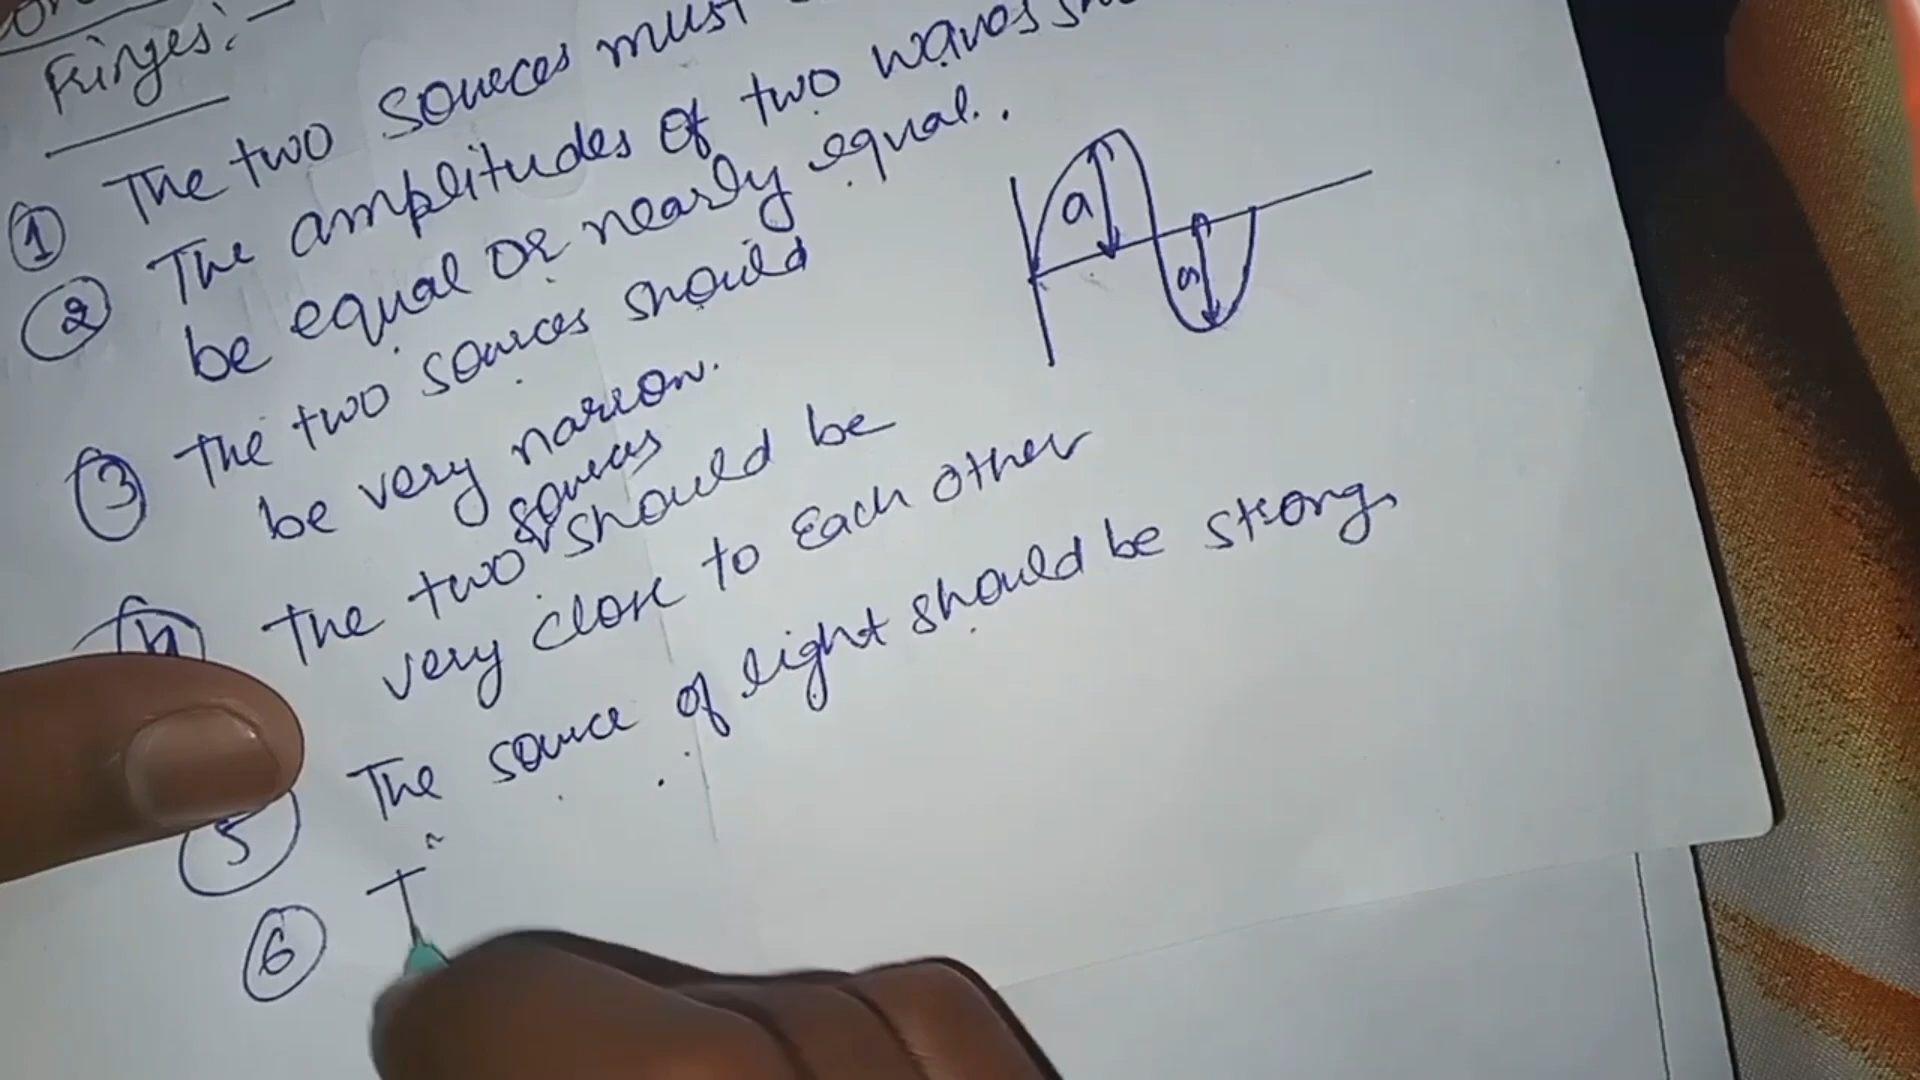 Fringes:-
① The two sources must
② The amplitudes of two waves
be equal or nearly equal.
③ The two sources should
be very narrow.
④ The two sources should be
very close to each other
⑤ The source of light should be strong.
⑥ T
a
a